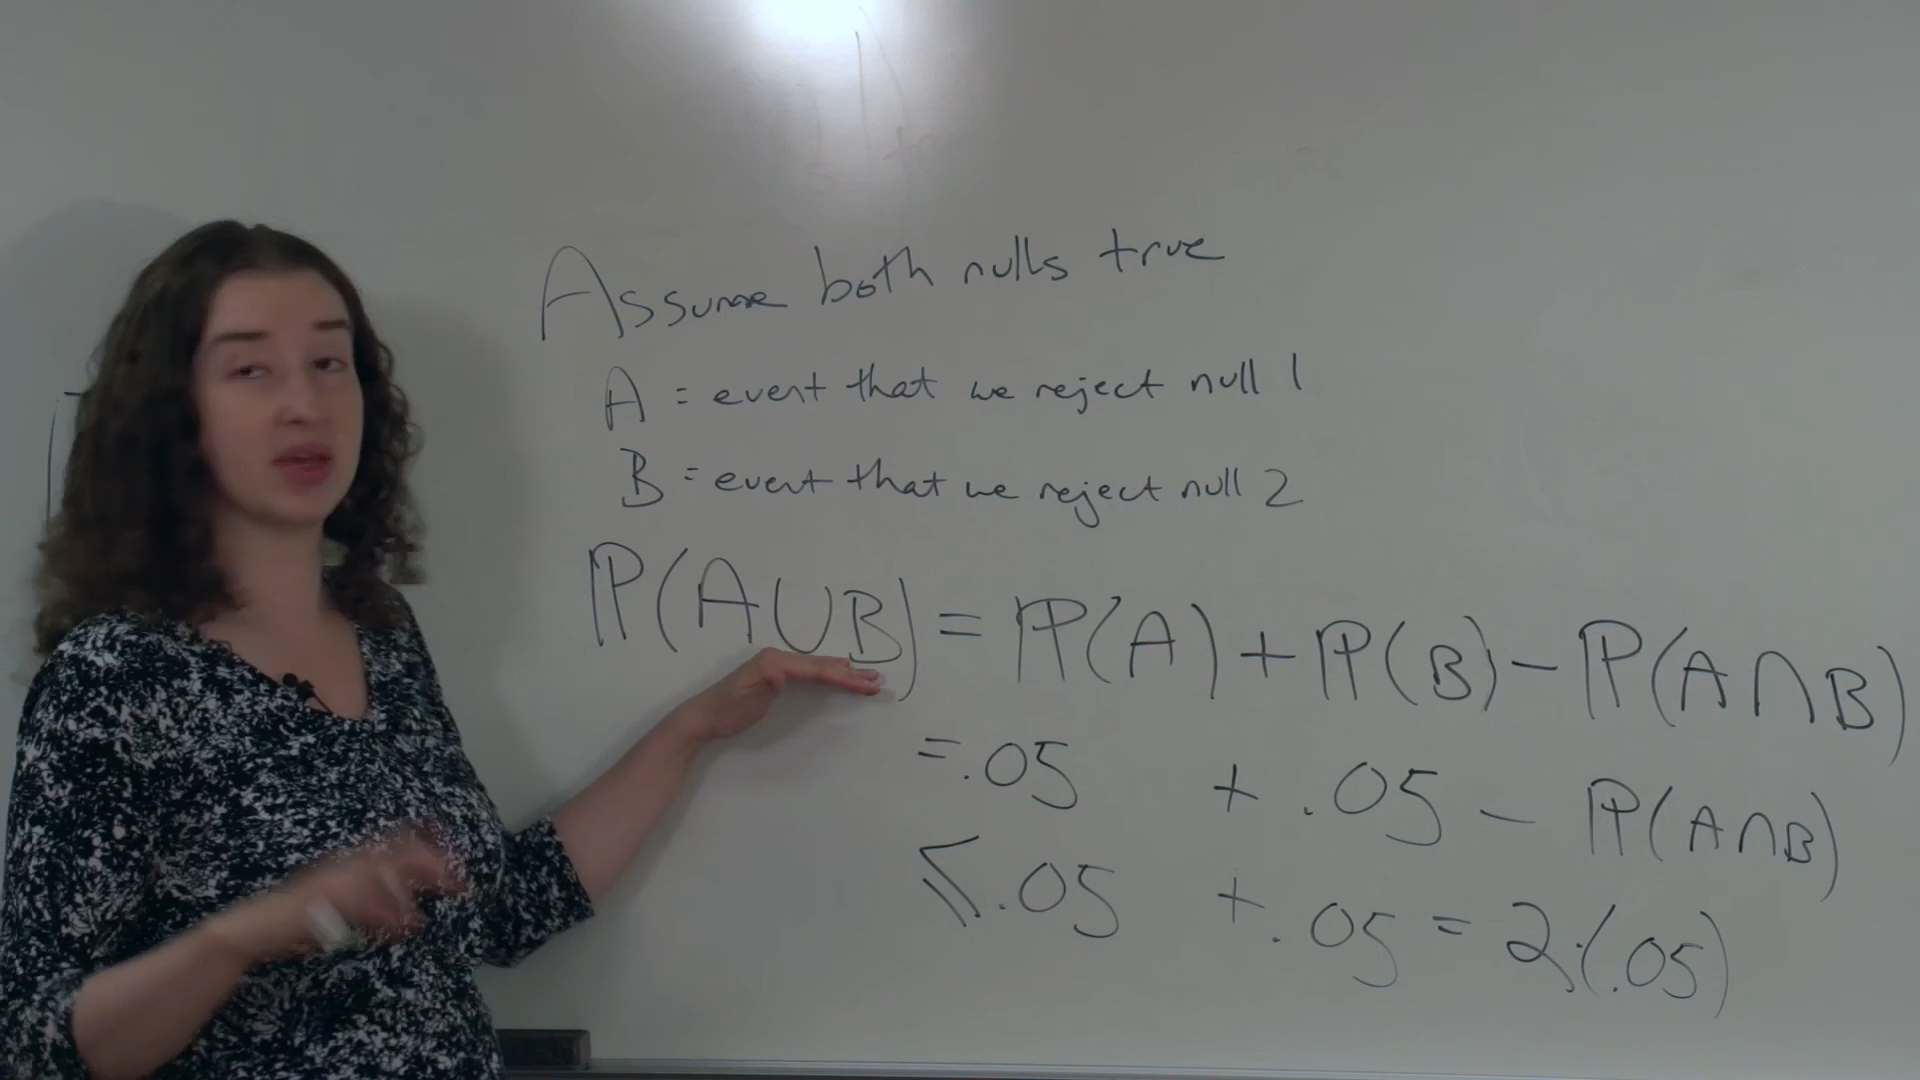 Assume both nulls true
A = event that we reject null 1
B = event that we reject null 2
ℙ(A∪B) = ℙ(A) + ℙ(B) - ℙ(A∩B)
= .05 + .05 - ℙ(A∩B)
≤ .05 + .05 = 2·(.05)